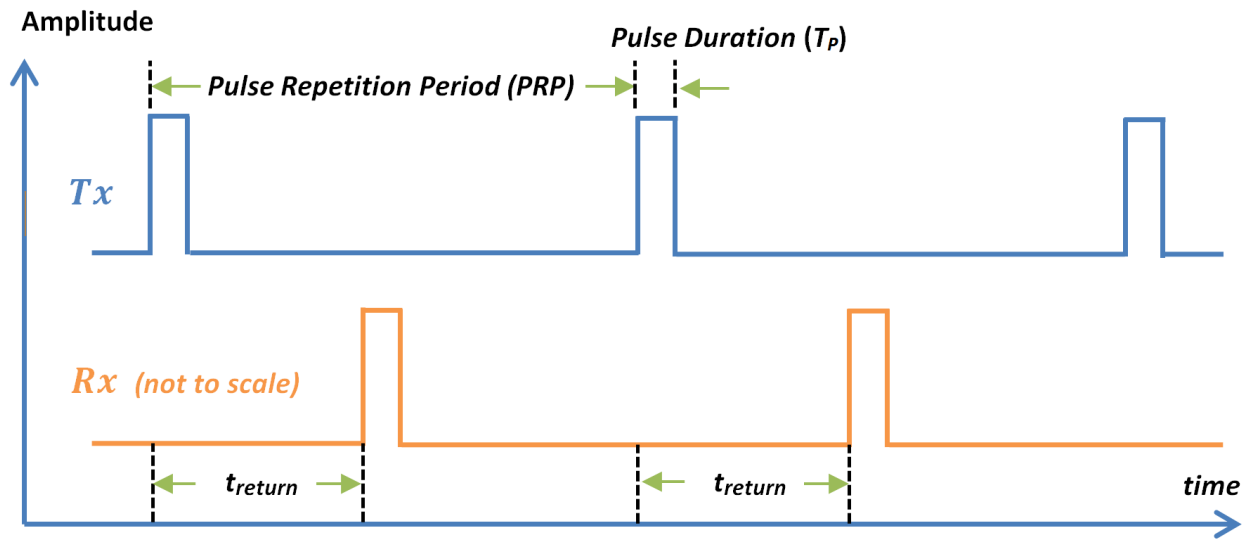 Amplitude
Pulse Duration (TP)
Pulse Repetition Period (PRP)
Tx
Rx (not to scale)
treturn
treturn
time